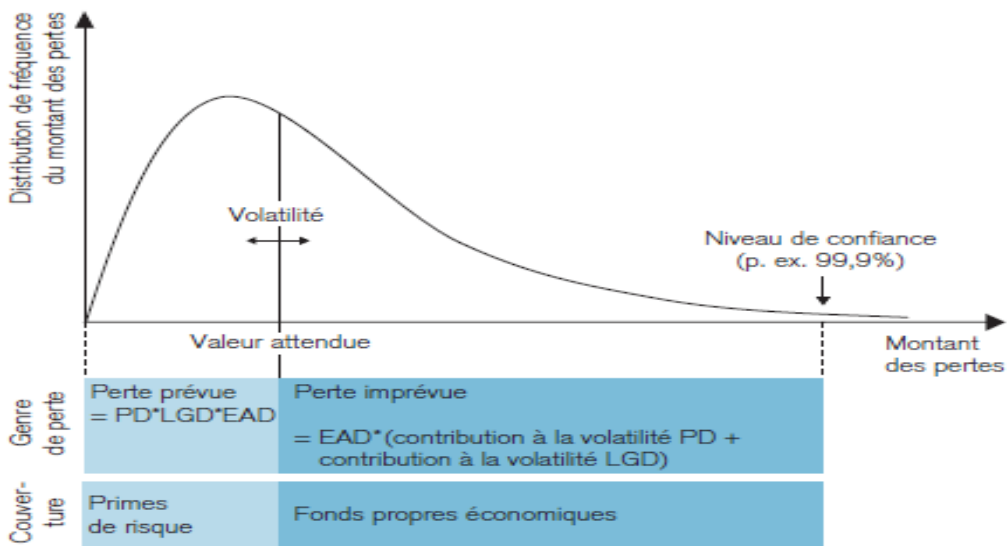 Distribution de fréquence
du montant des pertes
Volatilité
Niveau de confiance
(p. ex. 99,9%)
Valeur attendue
Montant
des pertes
Genre
de perte
Perte prévue
= PD*LGD*EAD
Perte imprévue
= EAD*(contribution à la volatilité PD +
contribution à la volatilité LGD)
Couver-
ture
Primes
de risque
Fonds propres économiques